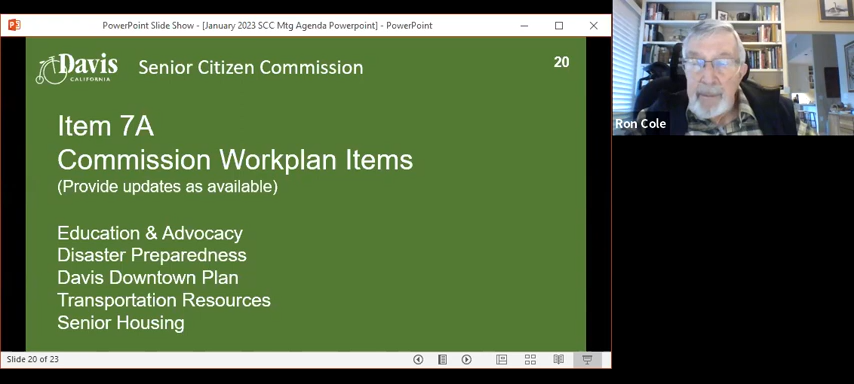 PowerPoint Slide Show - [January 2023 SCC Mtg Agenda Powerpoint] - PowerPoint
Davis
CALIFORNIA
Senior Citizen Commission
20
Item 7A
Commission Workplan Items
(Provide updates as available)
Education & Advocacy
Disaster Preparedness
Davis Downtown Plan
Transportation Resources
Senior Housing
Slide 20 of 23
Ron Cole